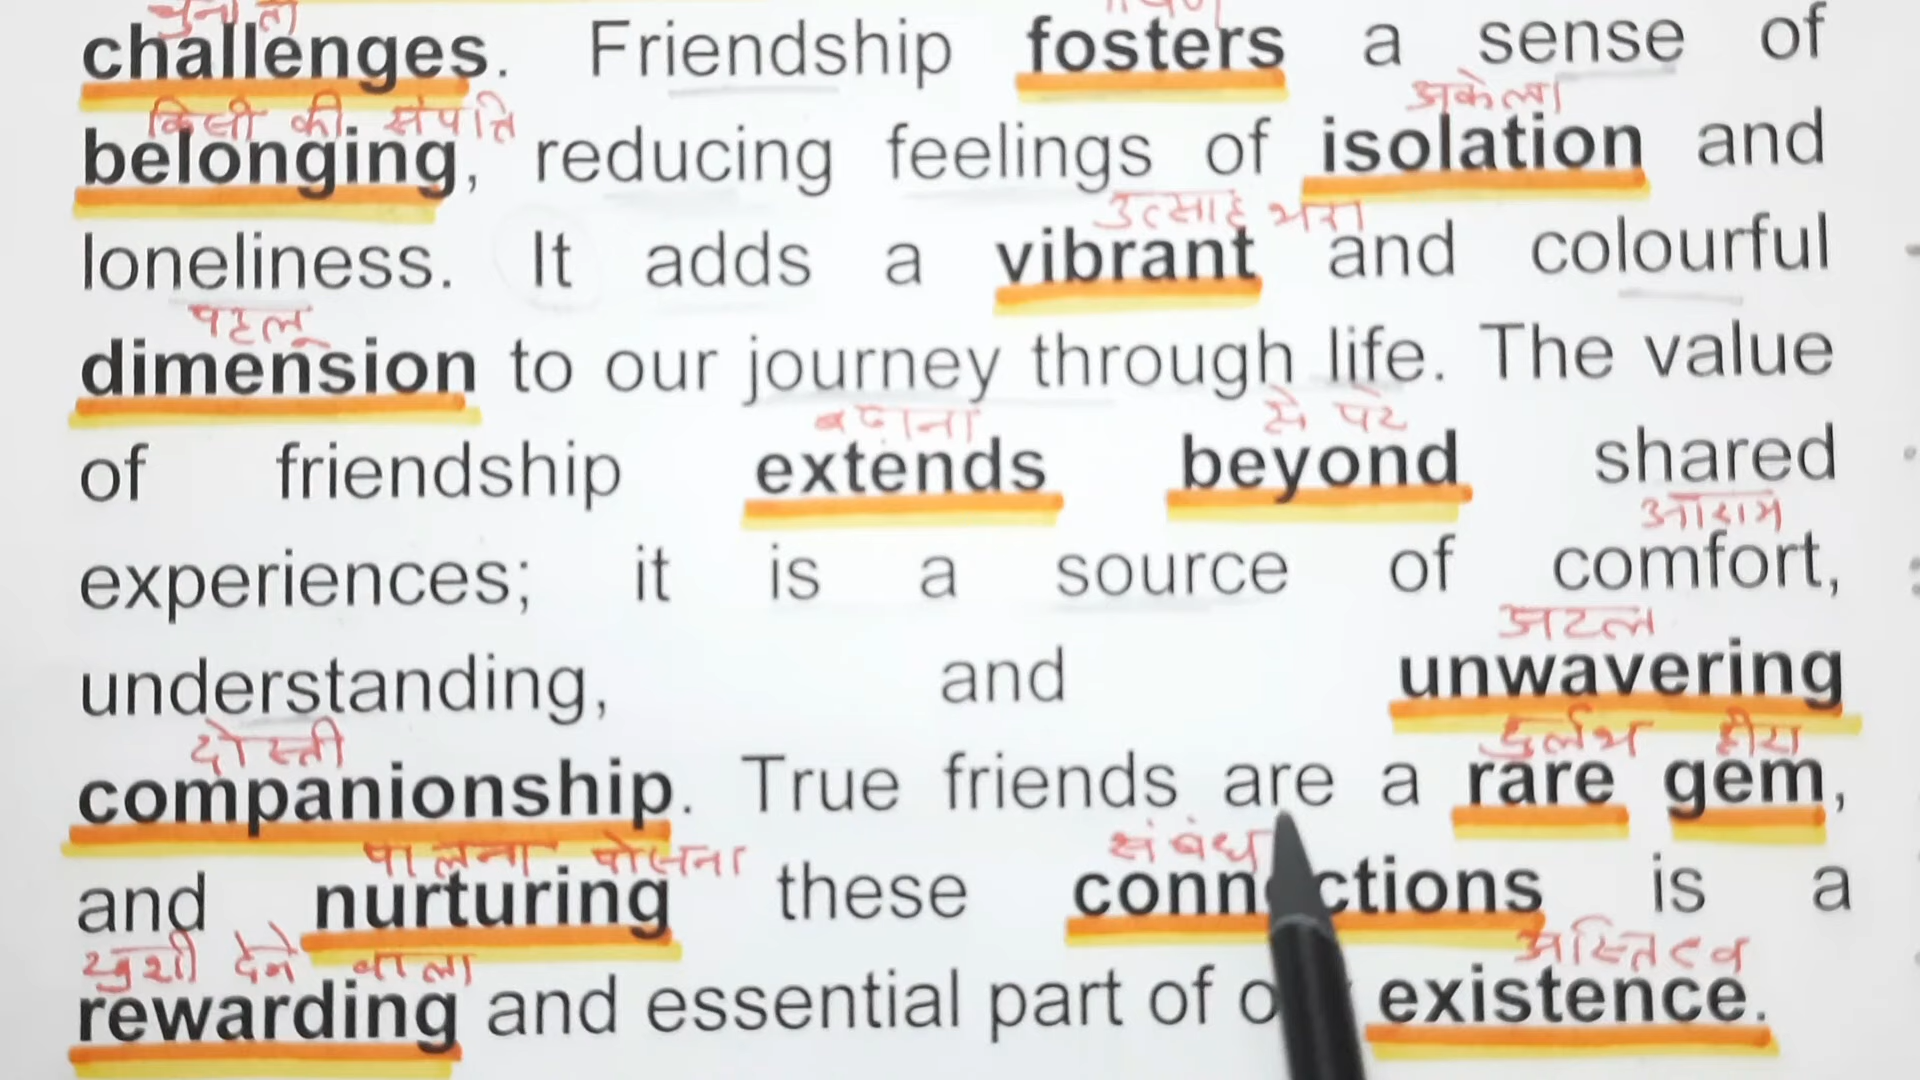 चुनौती
challenges. Friendship fosters a sense of
किसी की संपत्ति अकेला
belonging, reducing feelings of isolation and
उत्साह भरा
loneliness. It adds a vibrant and colourful
पहलू
dimension to our journey through life. The value
बढ़ाना से परे
of friendship extends beyond shared
आराम
experiences; it is a source of comfort,
अटल
understanding, and unwavering
दोस्ती दुर्लभ हीरा
companionship. True friends are a rare gem,
पालना पोसना संबंध
and nurturing these connections is a
खुशी देने वाला अस्तित्व
rewarding and essential part of existence.